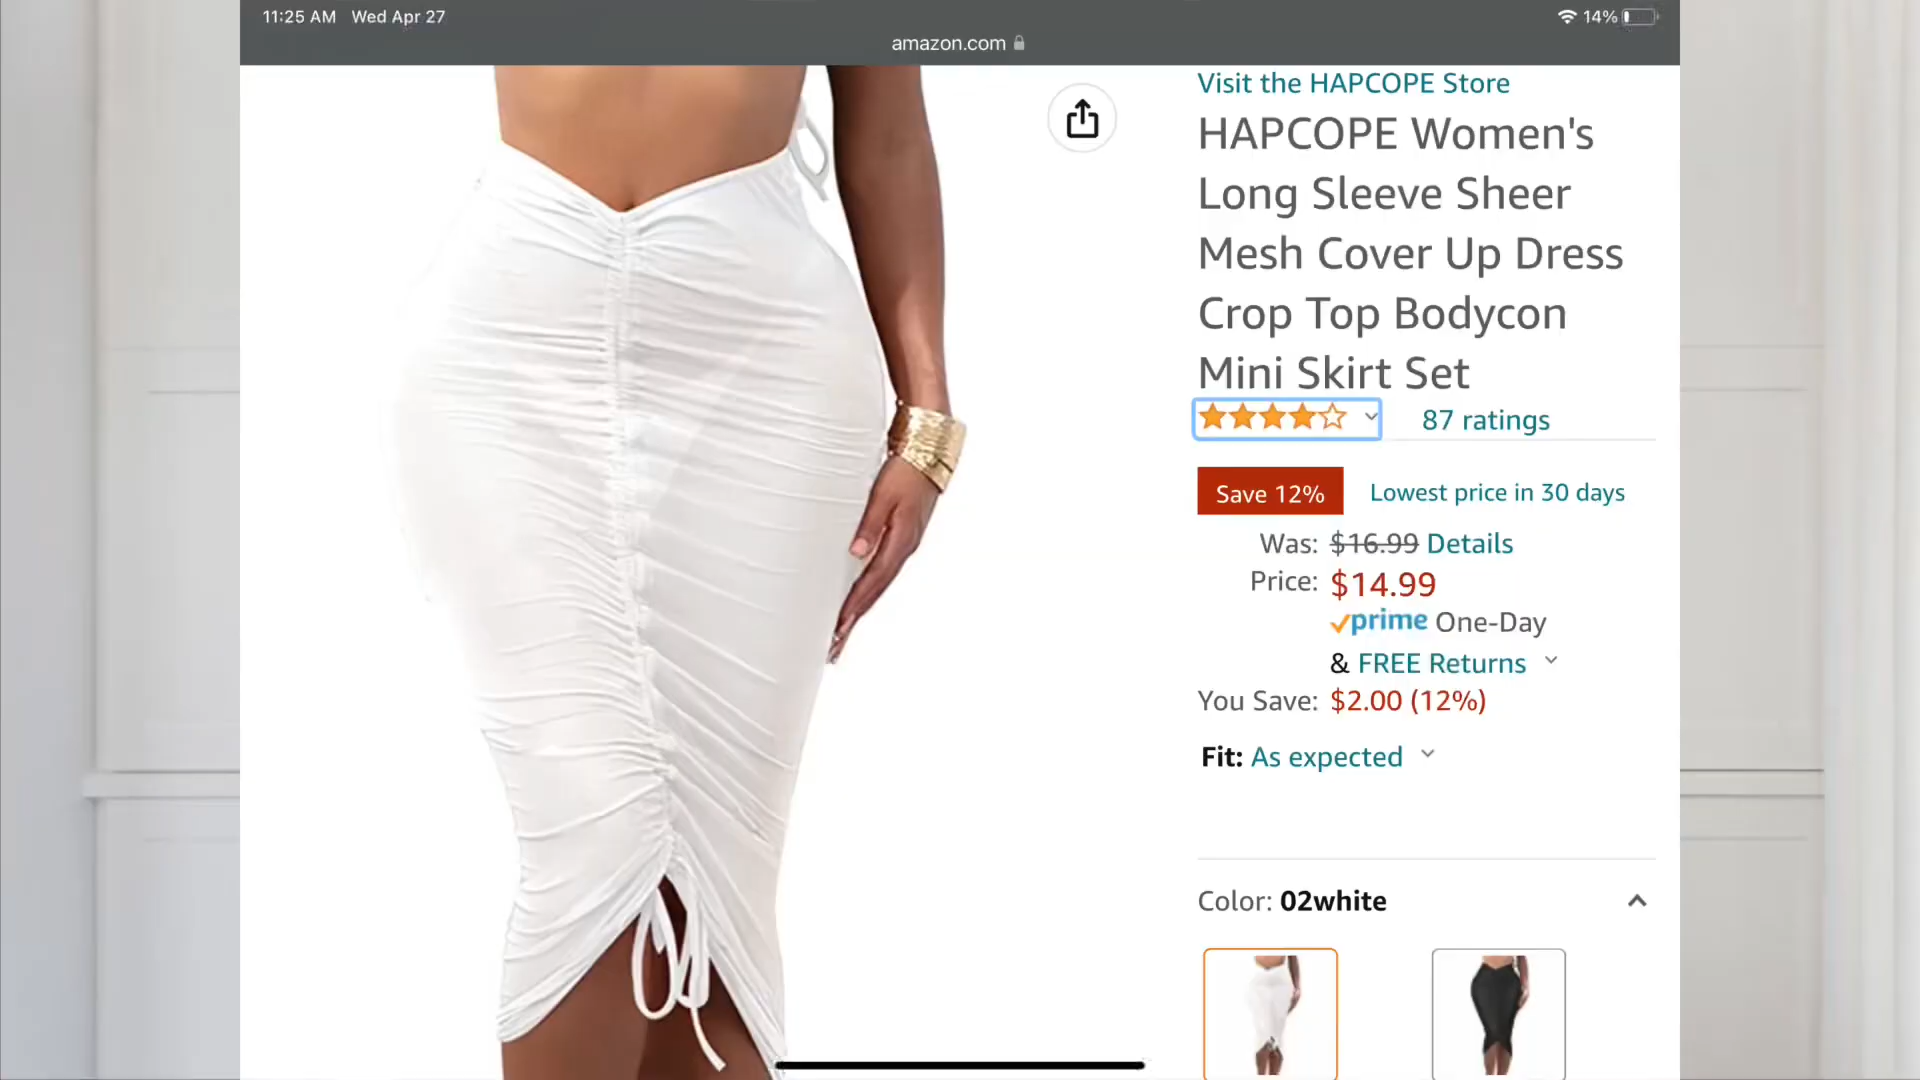 11:25 AM Wed Apr 27
14%
amazon.com
Visit the HAPCOPE Store
HAPCOPE Women's
Long Sleeve Sheer
Mesh Cover Up Dress
Crop Top Bodycon
Mini Skirt Set
87 ratings
Save 12% Lowest price in 30 days
Was: $16.99 Details
Price: $14.99
prime One-Day
& FREE Returns
You Save: $2.00 (12%)
Fit: As expected
Color: 02white